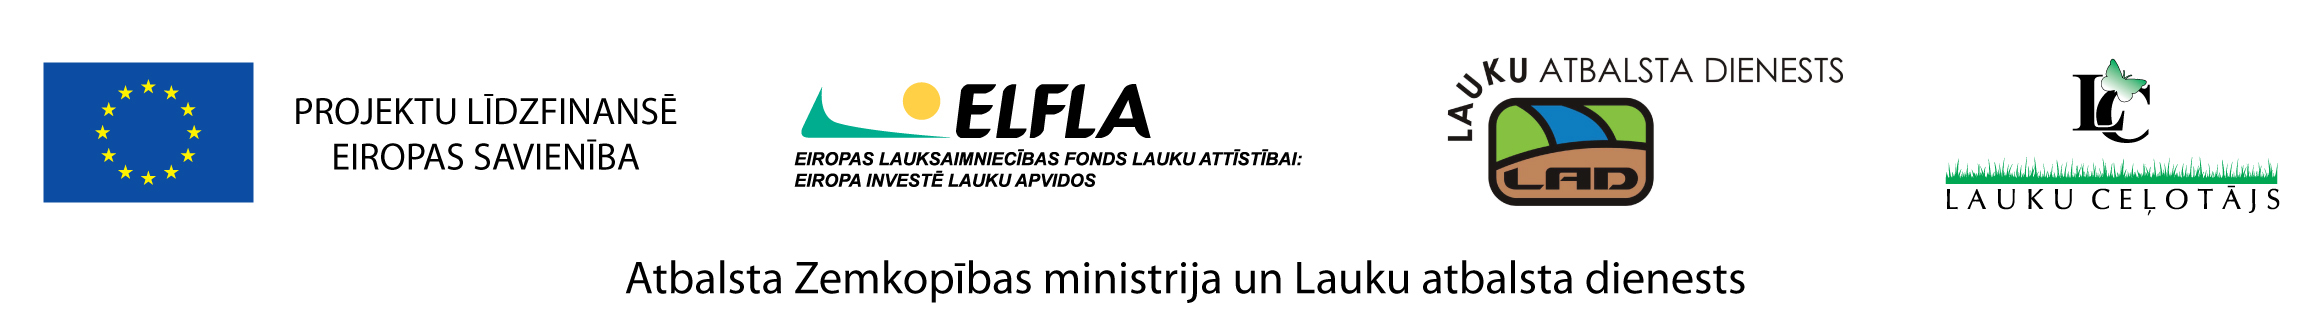 PROJEKTU LĪDZFINANSĒ
EIROPAS SAVIENĪBA
ELFLA
EIROPAS LAUKSAIMNIECĪBAS FONDS LAUKU ATTĪSTĪBAI:
EIROPA INVESTĒ LAUKU APVIDOS
LAUKU ATBALSTA DIENESTS
LAD
LC
LAUKU CEĻOTĀJS
Atbalsta Zemkopības ministrija un Lauku atbalsta dienests